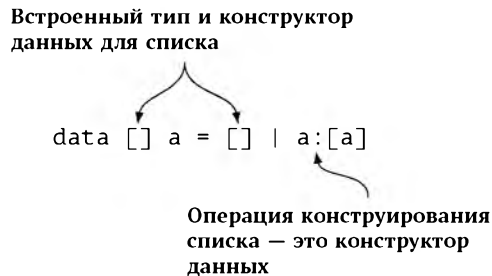 Встроенный тип и конструктор
данных для списка
data [] a = [] | a:[a]
Операция конструирования
списка — это конструктор
данных